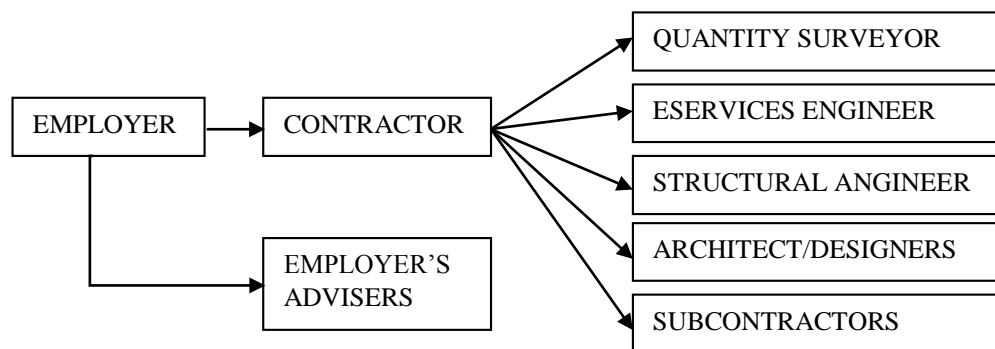 QUANTITY SURVEYOR
ESERVICES ENGINEER
EMPLOYER
CONTRACTOR
STRUCTURAL ANGINEER
ARCHITECT/DESIGNERS
EMPLOYER’S
ADVISERS
SUBCONTRACTORS